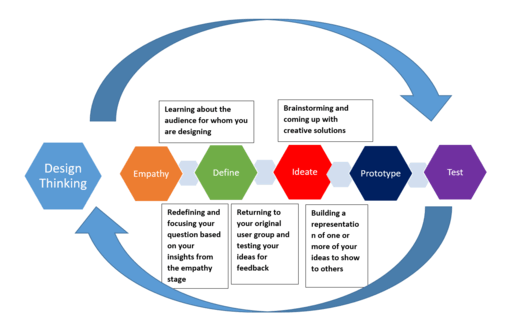 Learning about the
audience for whom you
are designing
Brainstorming and
coming up with
creative solutions
Design
Thinking
Empathy
Define
Ideate
Prototype
Test
Redefining and
focusing your
question based
on your
insights from
the empathy
stage
Returning to
your original
user group and
testing your
ideas for
feedback
Building a
representatio
n of one or
more of your
ideas to show
to others